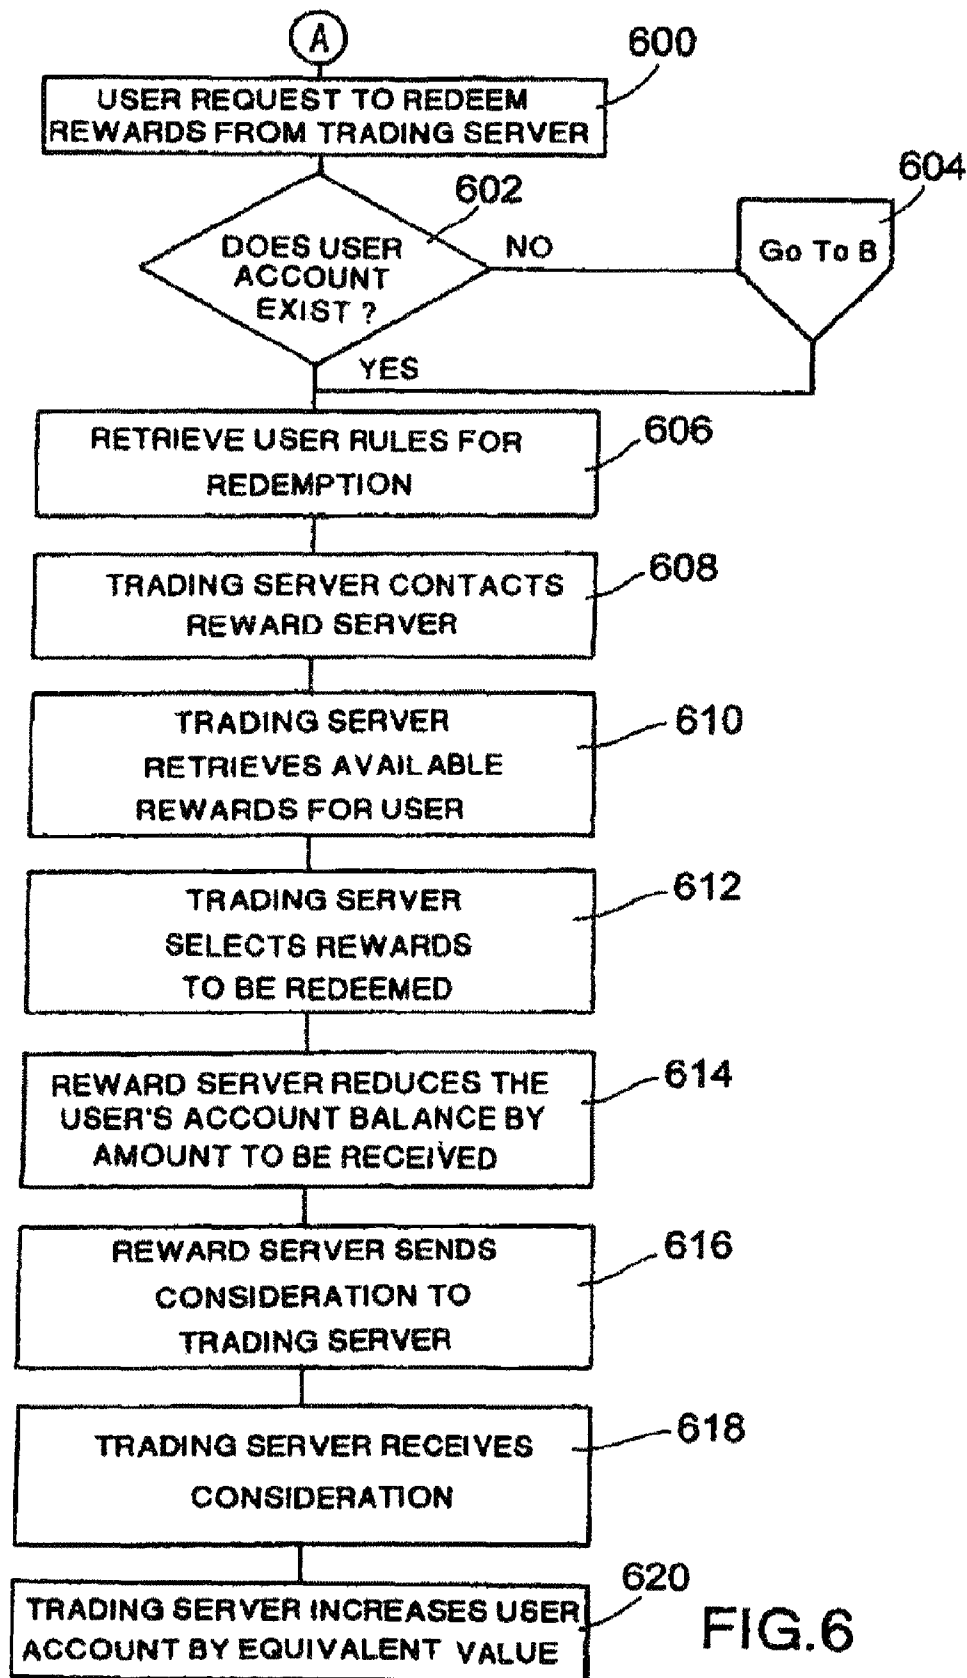 A
600
USER REQUEST TO REDEEM
REWARDS FROM TRADING SERVER
602
604
DOES USER
ACCOUNT
EXIST ?
NO
Go To B
YES
RETRIEVE USER RULES FOR
REDEMPTION
606
TRADING SERVER CONTACTS
REWARD SERVER
608
TRADING SERVER
RETRIEVES AVAILABLE
REWARDS FOR USER
610
TRADING SERVER
SELECTS REWARDS
TO BE REDEEMED
612
REWARD SERVER REDUCES THE
USER'S ACCOUNT BALANCE BY
AMOUNT TO BE RECEIVED
614
REWARD SERVER SENDS
CONSIDERATION TO
TRADING SERVER
616
TRADING SERVER RECEIVES
CONSIDERATION
618
TRADING SERVER INCREASES USER
ACCOUNT BY EQUIVALENT VALUE
620
FIG.6